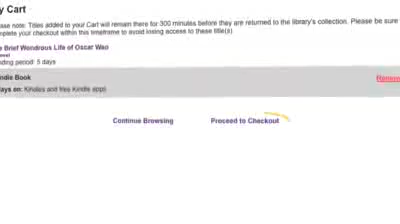 y Cart
ase note: Titles added to your Cart will remain there for 300 minutes before they are returned to the library's collection. Please be sure
plete your checkout within this timeframe to avoid losing access to these title(s)
e Brief Wondrous Life of Oscar Wao
nding period: 5 days
ndle Book
Remove
ays on: Kindles and free Kindle apps
Continue Browsing
Proceed to Checkout